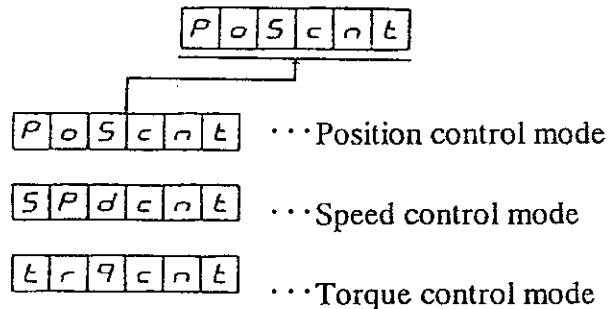 PoScnt
PoScnt ···Position control mode
SPdcnt ···Speed control mode
trqcnt ···Torque control mode